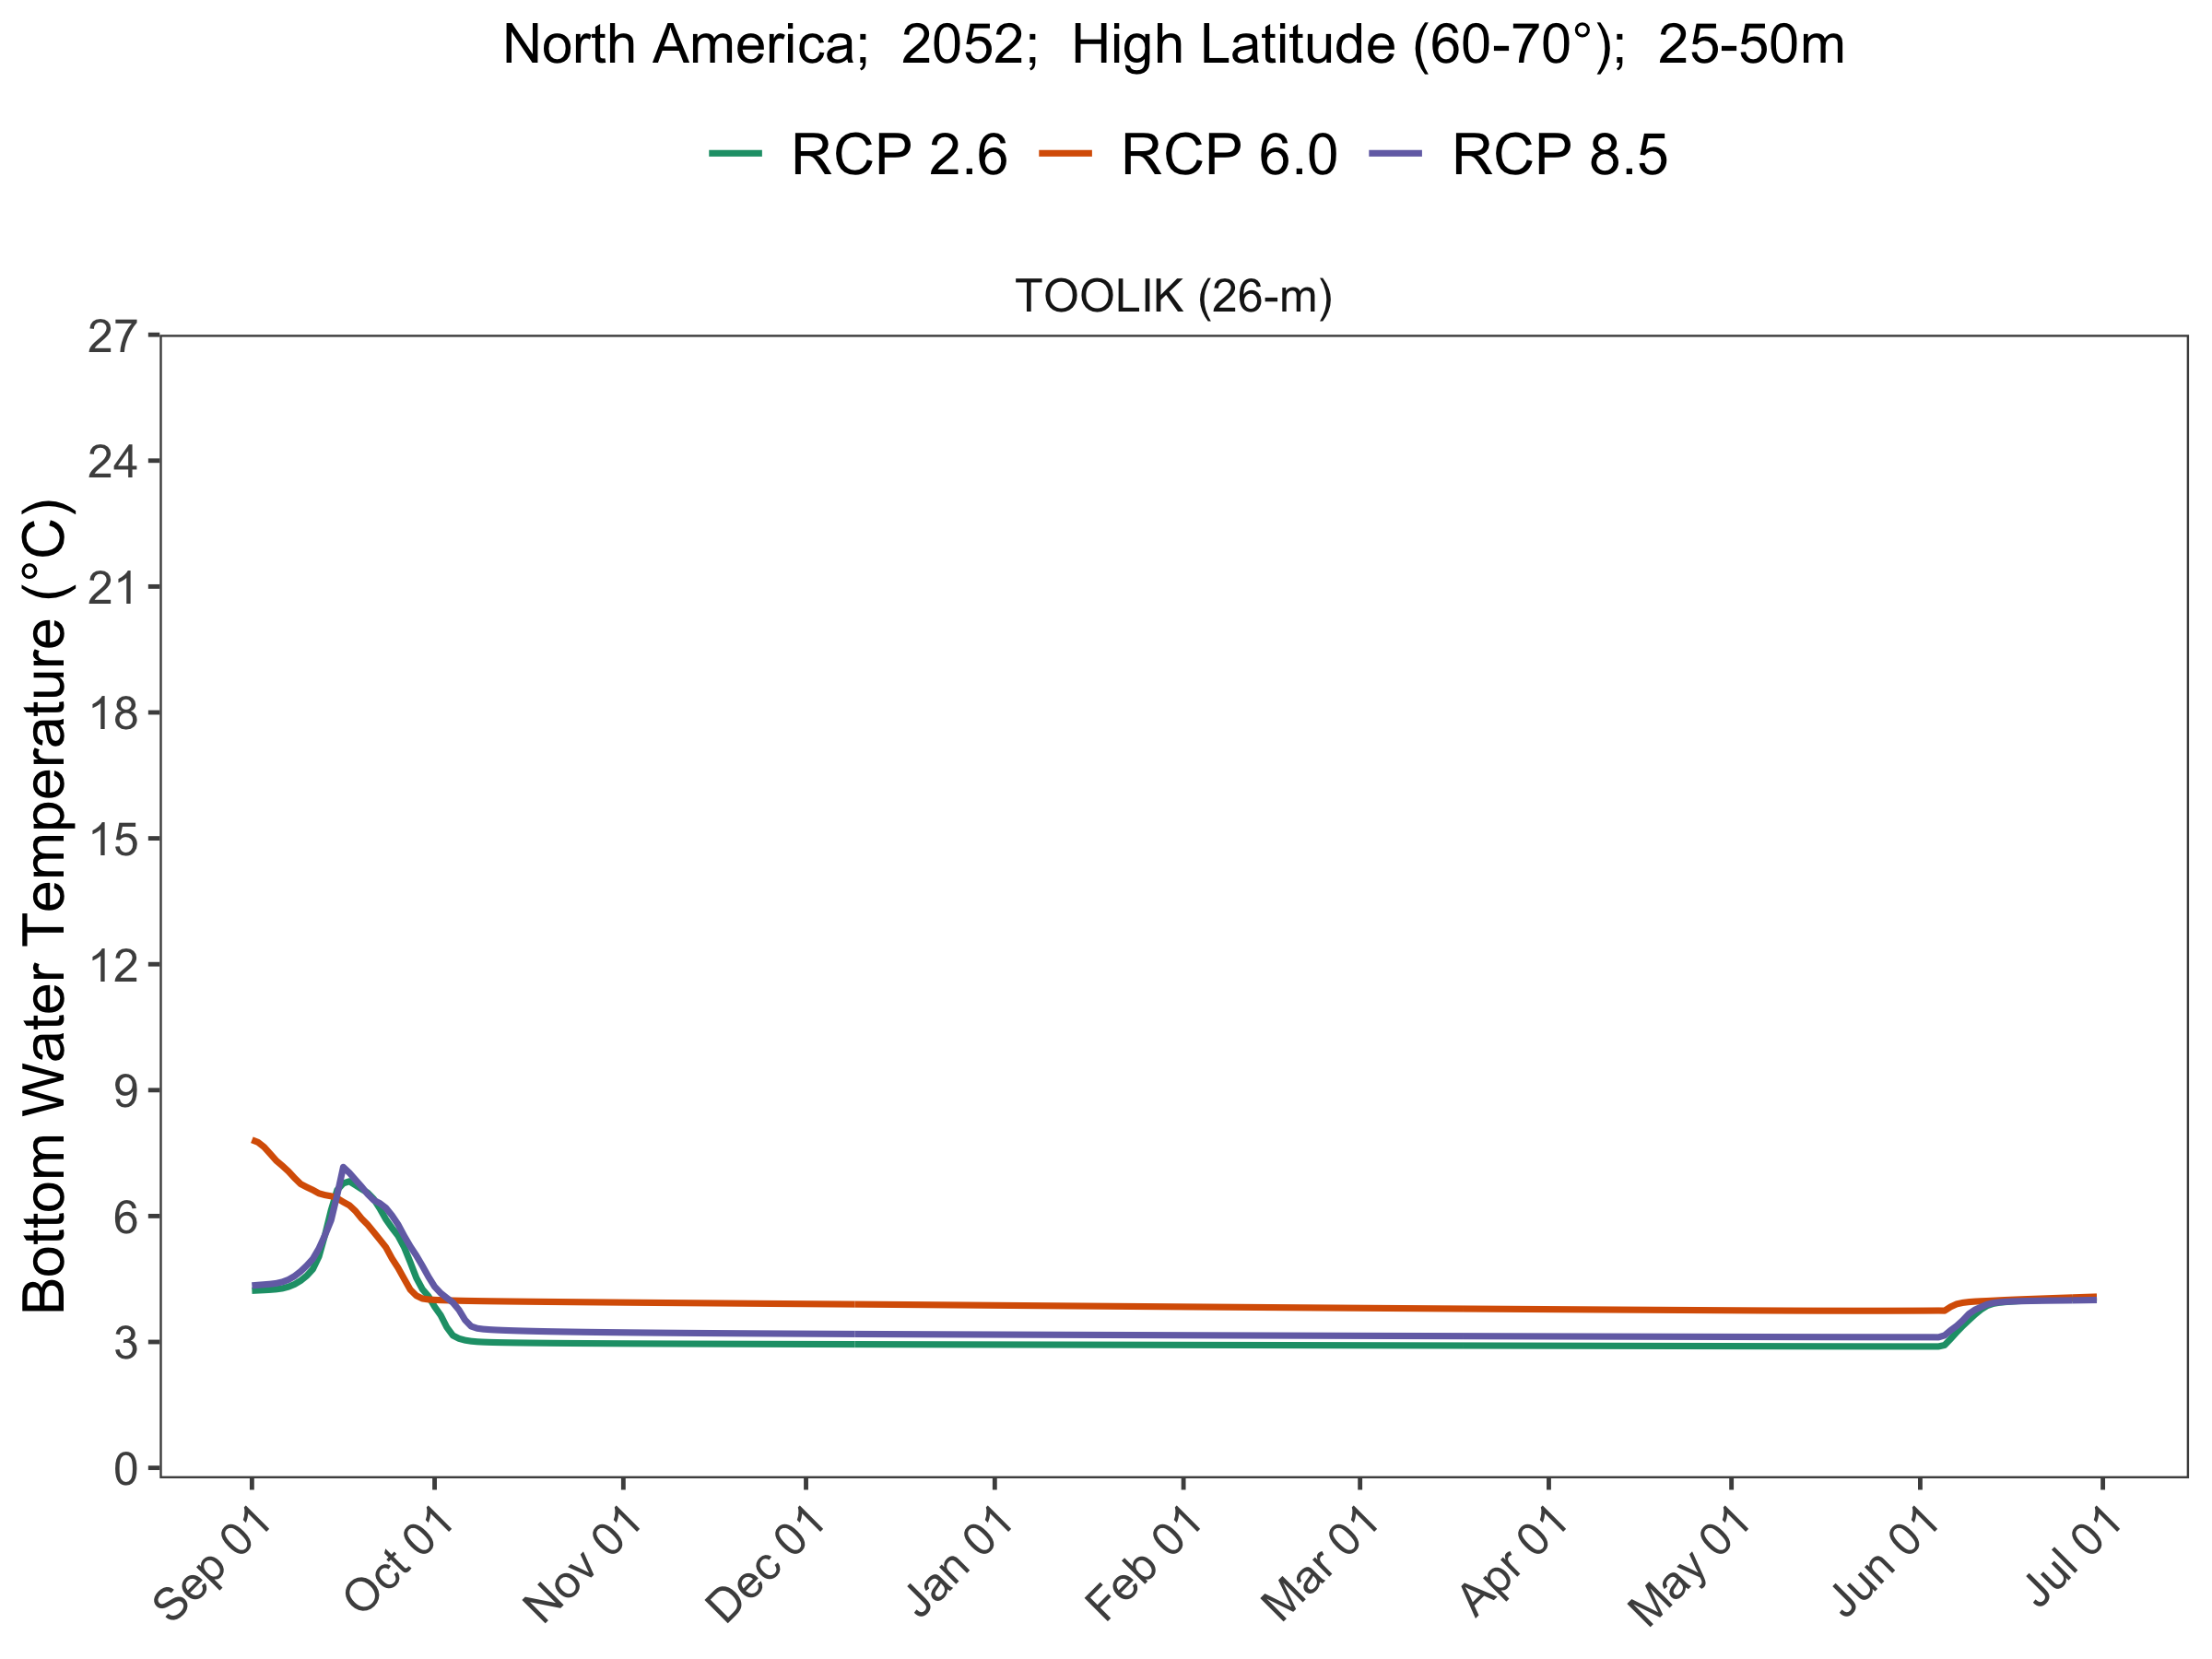 North America;  2052;  High Latitude (60-70°);  25-50m
RCP 2.6 RCP 6.0 RCP 8.5
TOOLIK (26-m)
Bottom Water Temperature (°C)
27
24
21
18
15
12
9
6
3
0
Sep 01 Oct 01 Nov 01 Dec 01 Jan 01 Feb 01 Mar 01 Apr 01 May 01 Jun 01 Jul 01